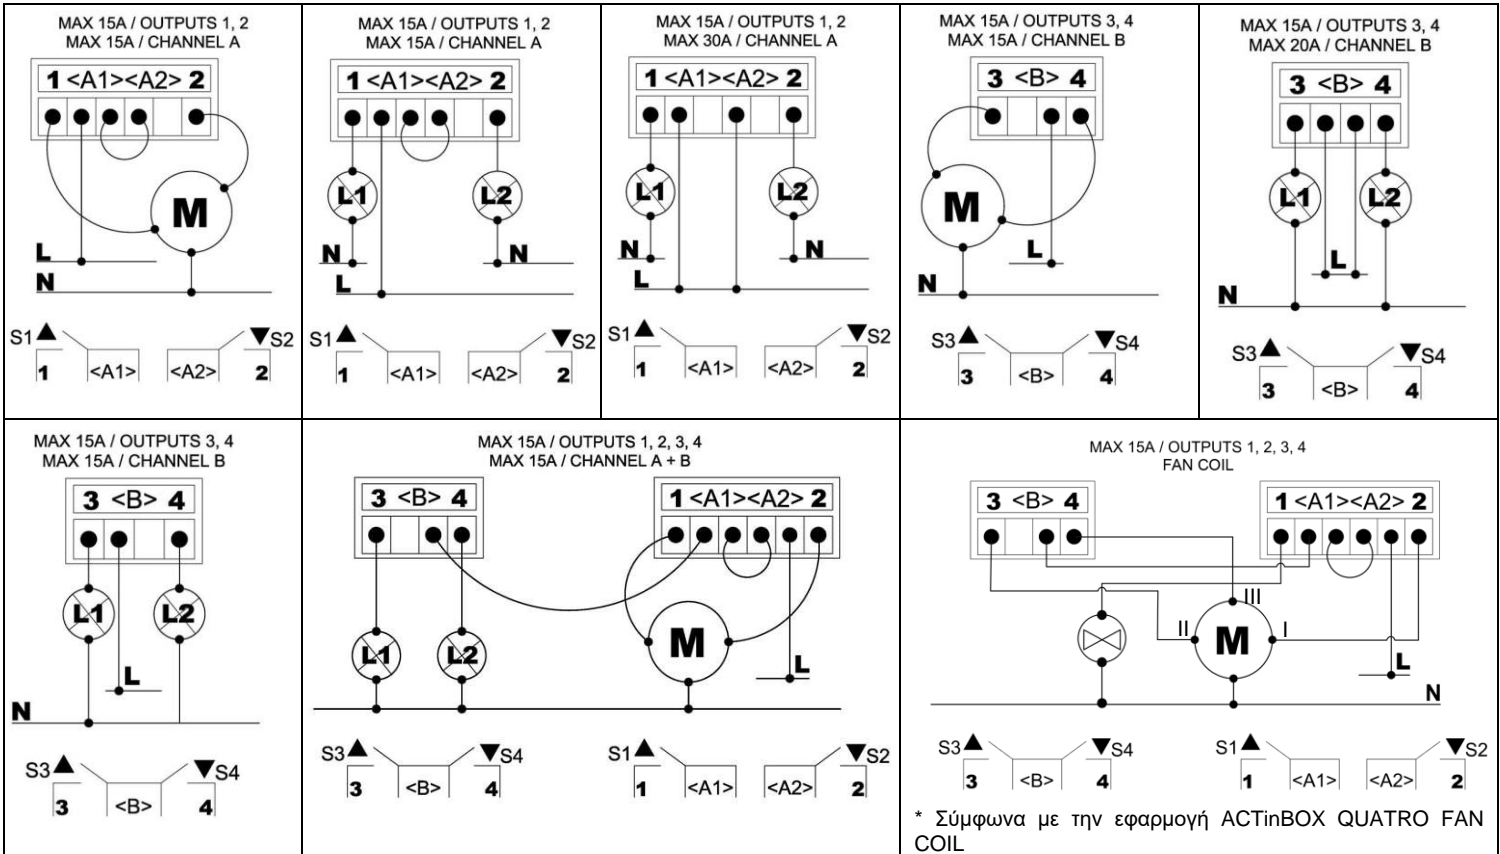 MAX 15A / OUTPUTS 1, 2
MAX 15A / CHANNEL A
1 <A1><A2> 2
M
L
N
S1 ▲ ▼ S2
1 <A1> <A2> 2
MAX 15A / OUTPUTS 1, 2
MAX 15A / CHANNEL A
1 <A1><A2> 2
L1 L2
N N
L
S1 ▲ ▼ S2
1 <A1> <A2> 2
MAX 15A / OUTPUTS 1, 2
MAX 30A / CHANNEL A
1 <A1><A2> 2
L1 L2
N N
L
S1 ▲ ▼ S2
1 <A1> <A2> 2
MAX 15A / OUTPUTS 3, 4
MAX 15A / CHANNEL B
3 <B> 4
M
L
N
S3 ▲ ▼ S4
3 <B> 4
MAX 15A / OUTPUTS 3, 4
MAX 20A / CHANNEL B
3 <B> 4
L1 L2
L
N
S3 ▲ ▼ S4
3 <B> 4
MAX 15A / OUTPUTS 3, 4
MAX 15A / CHANNEL B
3 <B> 4
L1 L2
L
N
S3 ▲ ▼ S4
3 <B> 4
MAX 15A / OUTPUTS 1, 2, 3, 4
MAX 15A / CHANNEL A + B
3 <B> 4 1 <A1><A2> 2
L1 L2 M
L
S3 ▲ ▼ S4 S1 ▲ ▼ S2
3 <B> 4 1 <A1> <A2> 2
MAX 15A / OUTPUTS 1, 2, 3, 4
FAN COIL
3 <B> 4 1 <A1><A2> 2
III
II M I
L
N
S3 ▲ ▼ S4 S1 ▲ ▼ S2
3 <B> 4 1 <A1> <A2> 2
* Σύμφωνα με την εφαρμογή ACTinBOX QUATRO FAN
COIL